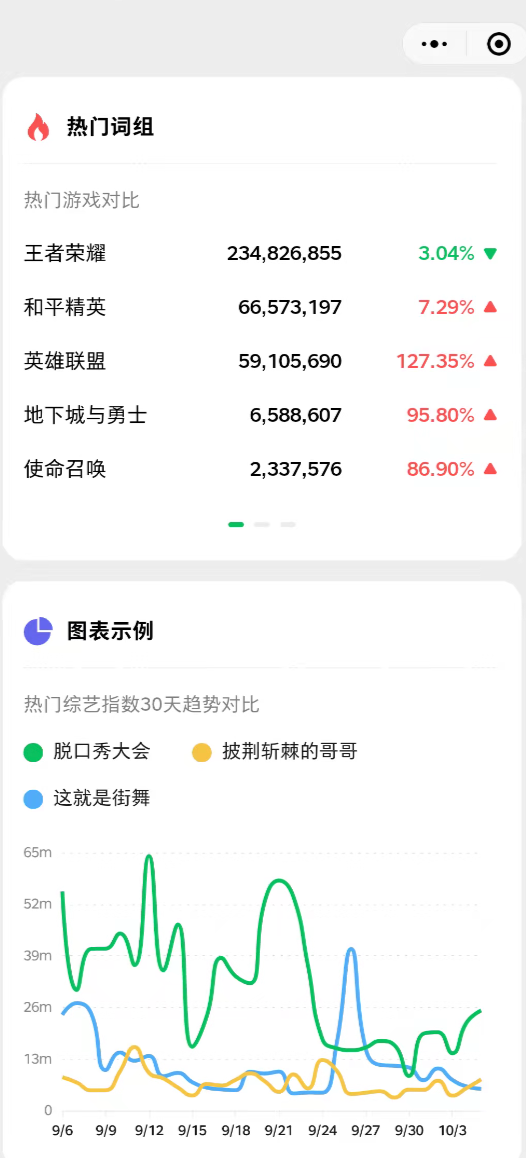 热门词组
热门游戏对比
王者荣耀 234,826,855 3.04%
和平精英 66,573,197 7.29%
英雄联盟 59,105,690 127.35%
地下城与勇士 6,588,607 95.80%
使命召唤 2,337,576 86.90%
图表示例
热门综艺指数30天趋势对比
脱口秀大会 披荆斩棘的哥哥
这就是街舞
65m
52m
39m
26m
13m
0
9/6 9/9 9/12 9/15 9/18 9/21 9/24 9/27 9/30 10/3